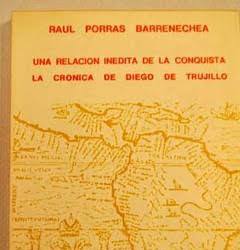 RAUL PORRAS BARRENECHEA
UNA RELACION INEDITA DE LA CONQUISTA
LA CRONICA DE DIEGO DE TRUJILLO